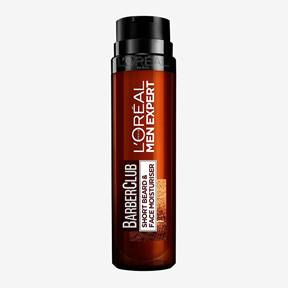 L'ORÉAL
L'ORÉAL
MEN EXPERT
BARBERCLUB
SHORT BEARD &
FACE MOISTURISER